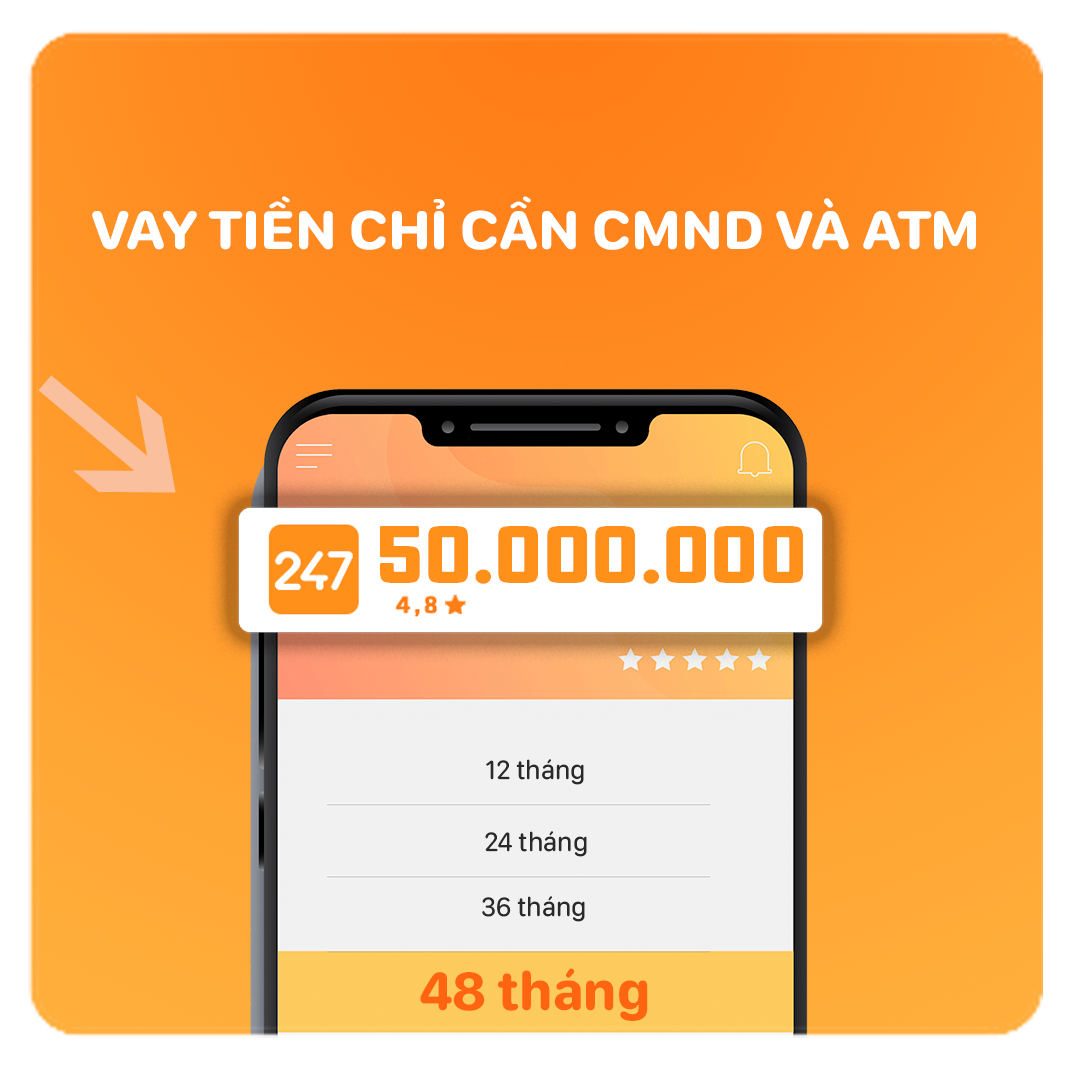 VAY TIỀN CHỈ CẦN CMND VÀ ATM
247
50.000.000
4,8
12 tháng
24 tháng
36 tháng
48 tháng